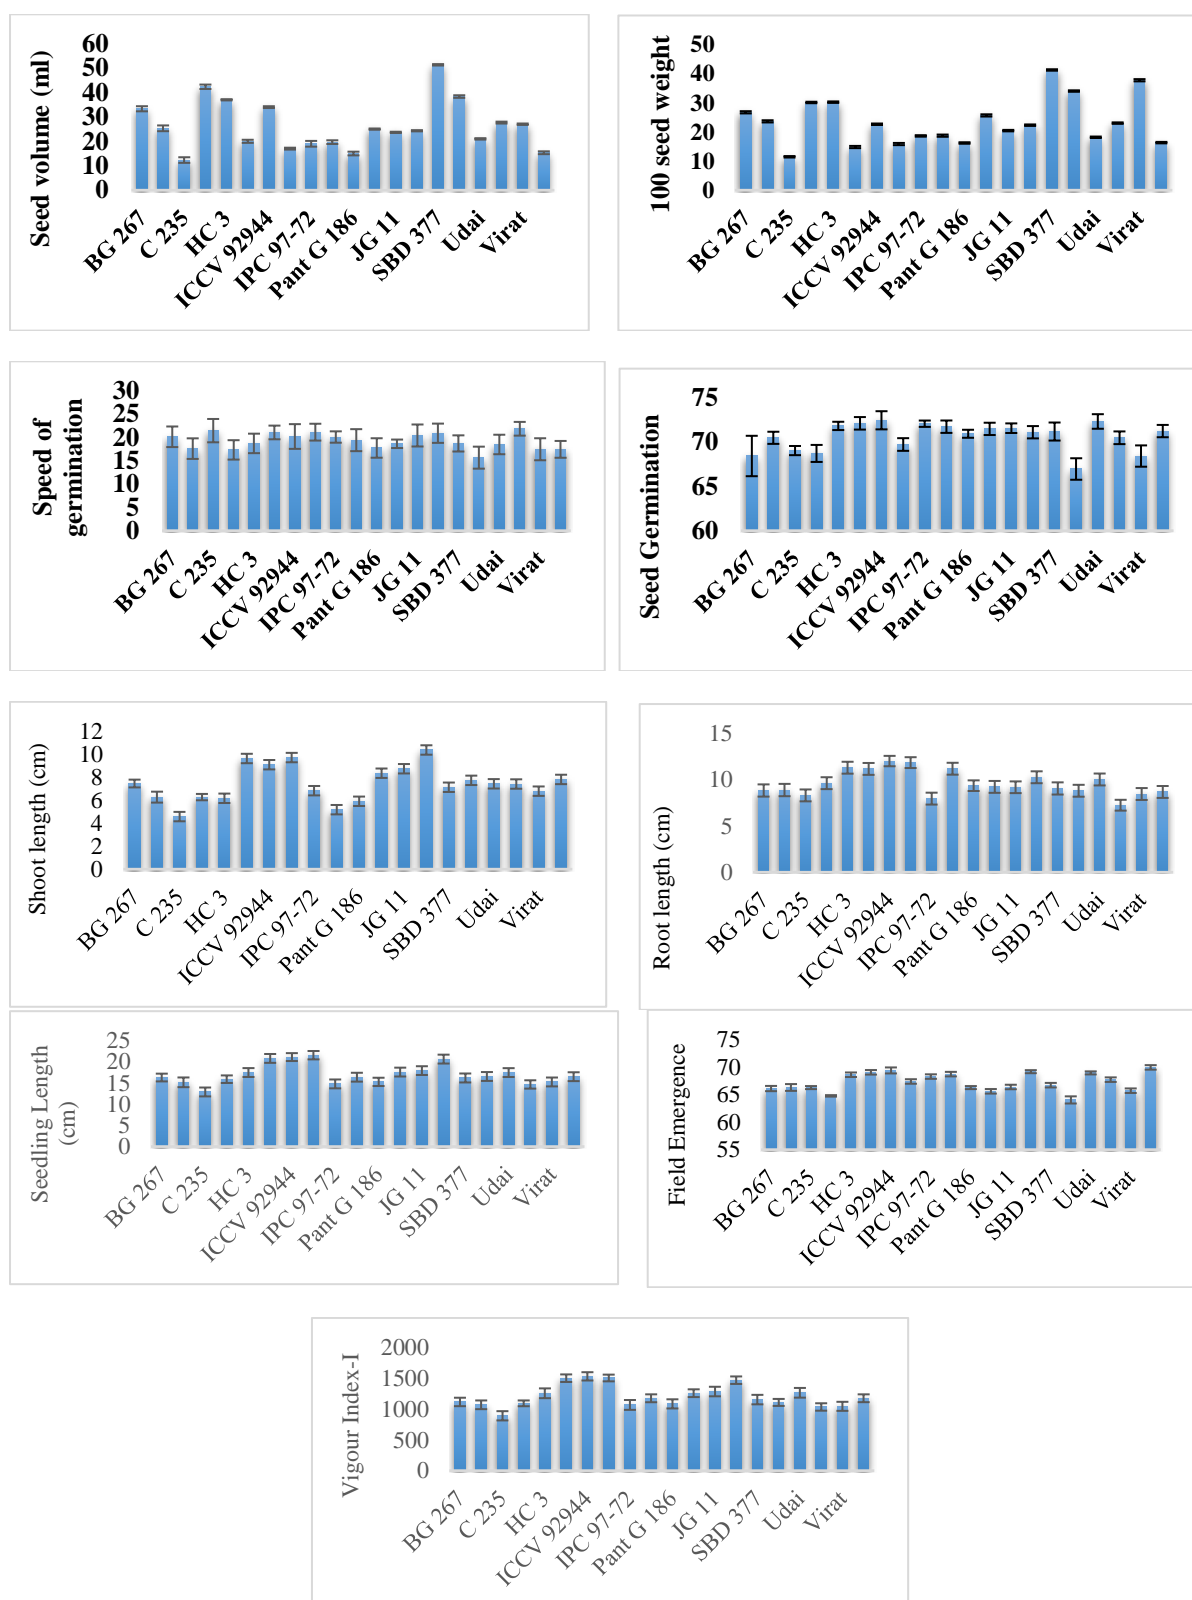 Seed volume (ml)
60
50
40
30
20
10
0
BG 267
C 235
HC 3
ICCV 92944
IPC 97-72
Pant G 186
JG 11
SBD 377
Udai
Virat
100 seed weight
50
40
30
20
10
0
BG 267
C 235
HC 3
ICCV 92944
IPC 97-72
Pant G 186
JG 11
SBD 377
Udai
Virat
Speed of
germination
30
25
20
15
10
5
0
BG 267
C 235
HC 3
ICCV 92944
IPC 97-72
Pant G 186
JG 11
SBD 377
Udai
Virat
Seed Germination
75
70
65
60
BG 267
C 235
HC 3
ICCV 92944
IPC 97-72
Pant G 186
JG 11
SBD 377
Udai
Virat
Shoot length (cm)
12
10
8
6
4
2
0
BG 267
C 235
HC 3
ICCV 92944
IPC 97-72
Pant G 186
JG 11
SBD 377
Udai
Virat
Root length (cm)
15
10
5
0
BG 267
C 235
HC 3
ICCV 92944
IPC 97-72
Pant G 186
JG 11
SBD 377
Udai
Virat
Seedling Length
(cm)
25
20
15
10
5
0
BG 267
C 235
HC 3
ICCV 92944
IPC 97-72
Pant G 186
JG 11
SBD 377
Udai
Virat
Field Emergence
75
70
65
60
55
BG 267
C 235
HC 3
ICCV 92944
IPC 97-72
Pant G 186
JG 11
SBD 377
Udai
Virat
Vigour Index-I
2000
1500
1000
500
0
BG 267
C 235
HC 3
ICCV 92944
IPC 97-72
Pant G 186
JG 11
SBD 377
Udai
Virat